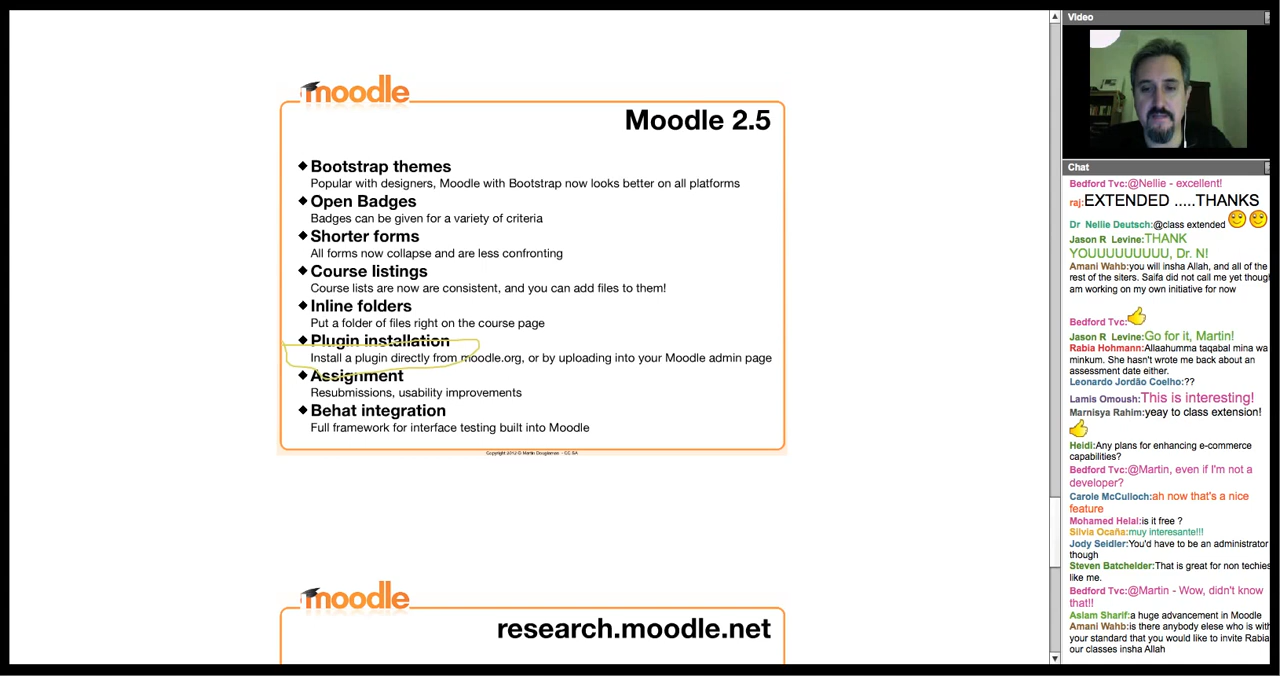 moodle
Moodle 2.5
Bootstrap themes
Popular with designers, Moodle with Bootstrap now looks better on all platforms
Open Badges
Badges can be given for a variety of criteria
Shorter forms
All forms now collapse and are less confronting
Course listings
Course lists are now are consistent, and you can add files to them!
Inline folders
Put a folder of files right on the course page
Plugin installation
Install a plugin directly from moodle.org, or by uploading into your Moodle admin page
Assignment
Resubmissions, usability improvements
Behat integration
Full framework for interface testing built into Moodle
Copyright 2012 © Martin Dougiamas - CC SA
moodle
research.moodle.net
Video
Chat
Bedford Tvc:@Nellie - excellent!
raj:EXTENDED .....THANKS
Dr Nellie Deutsch:@class extended
Jason R Levine:THANK
YOUUUUUUUUU, Dr. N!
Amani Wahb:you will insha Allah, and all of the
rest of the siters. Saifa did not call me yet though
am working on my own initiative for now
Bedford Tvc:
Jason R Levine:Go for it, Martin!
Rabia Hohmann:Allaahumma taqabal mina wa
minkum. She hasn't wrote me back about an
assessment date either.
Leonardo Jordão Coelho:??
Lamis Omoush:This is interesting!
Marnisya Rahim:yeay to class extension!
Heidi:Any plans for enhancing e-commerce
capabilities?
Bedford Tvc:@Martin, even if I'm not a
developer?
Carole McCulloch:ah now that's a nice
feature
Mohamed Helal:is it free ?
Silvia Ocaña:muy interesante!!!
Jody Seidler:You'd have to be an administrator
though
Steven Batchelder:That is great for non techies
like me.
Bedford Tvc:@Martin - Wow, didn't know
that!!
Aslam Sharif:a huge advancement in Moodle
Amani Wahb:is there anybody elese who is with
your standard that you would like to invite Rabia
our classes insha Allah